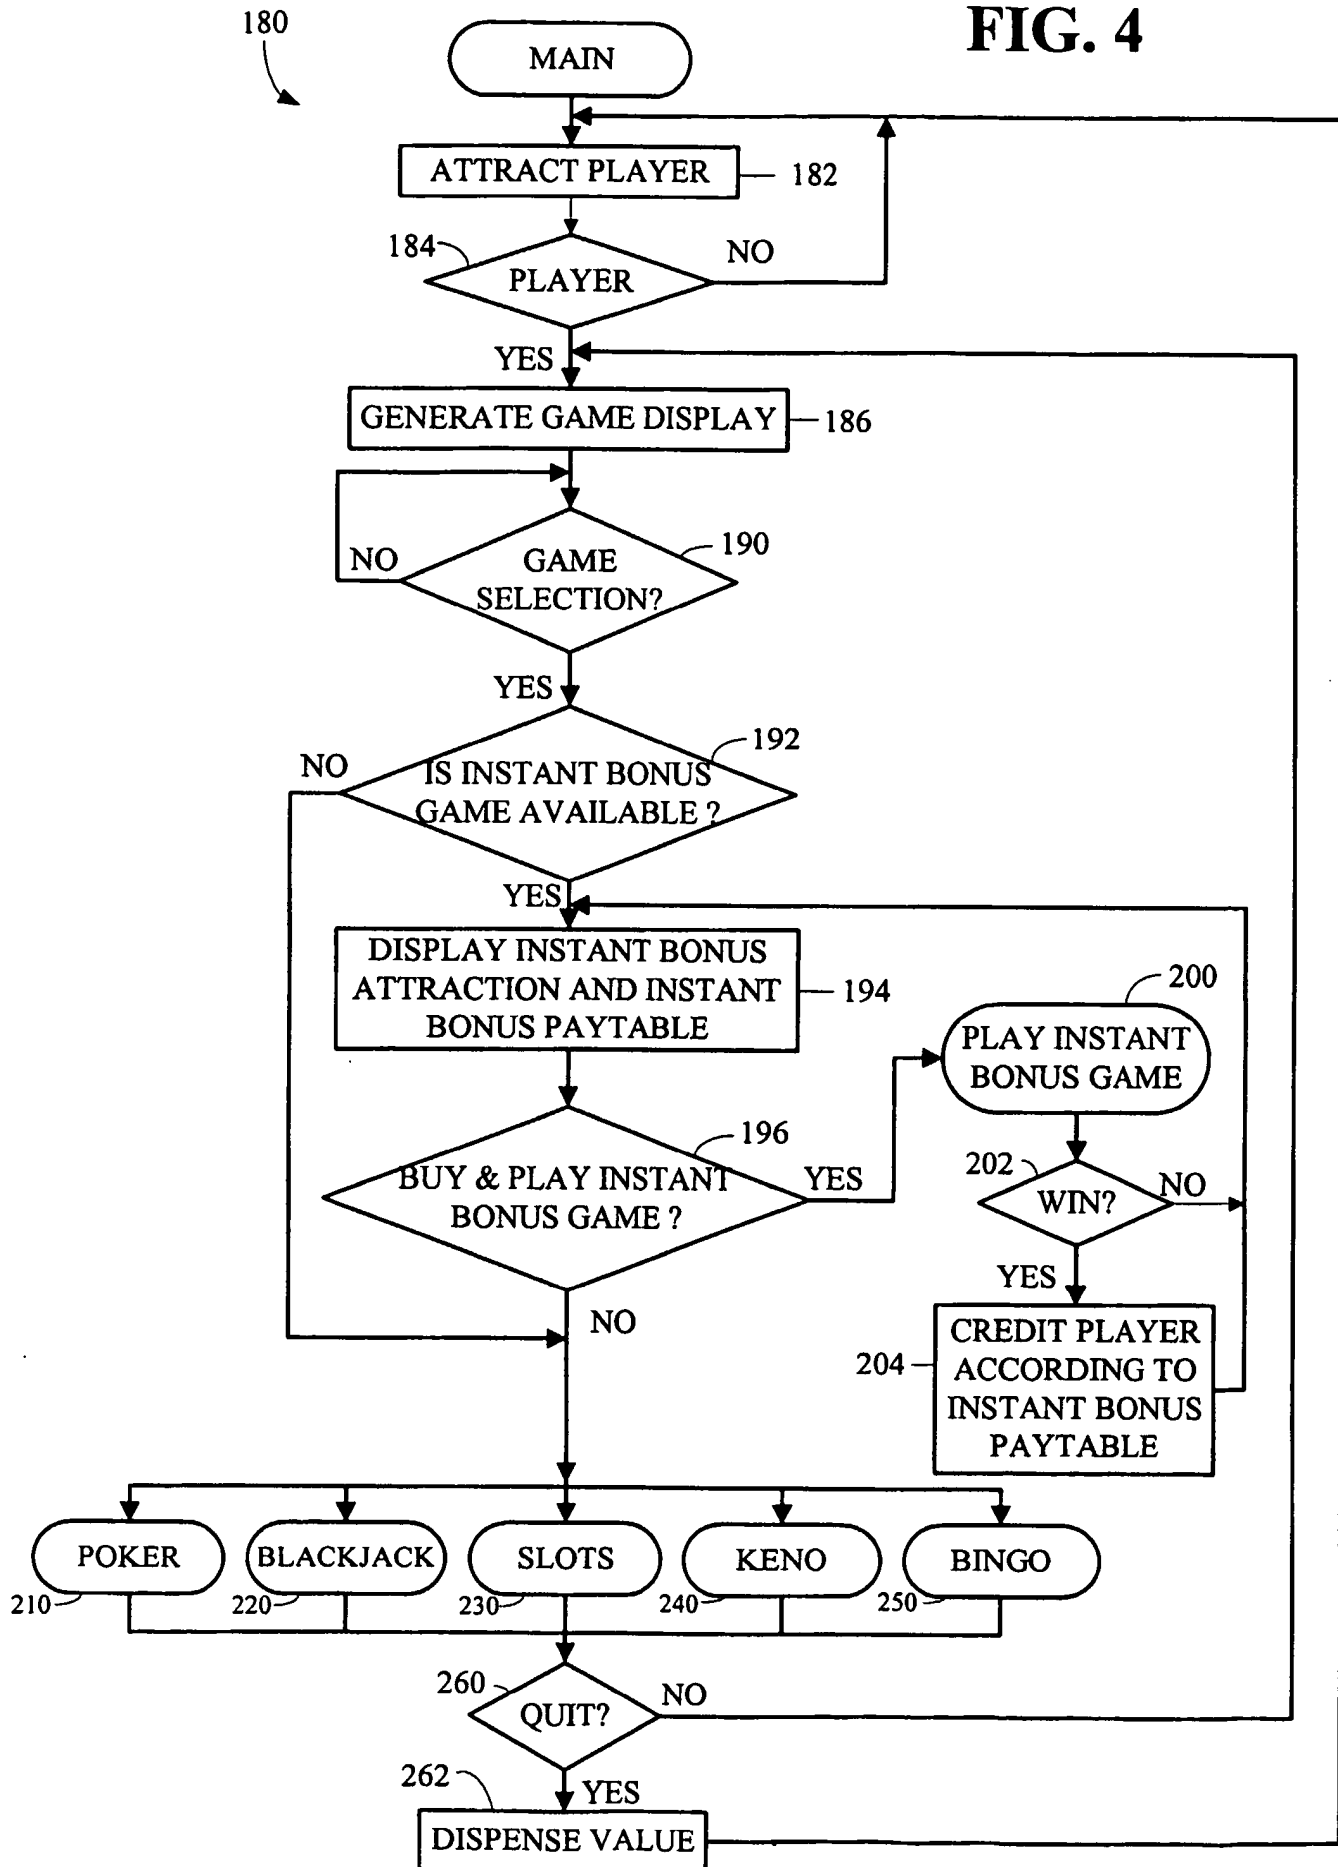 FIG. 4
180
MAIN
ATTRACT PLAYER
182
184
PLAYER
NO
YES
GENERATE GAME DISPLAY
186
NO
GAME
SELECTION?
190
YES
192
NO
IS INSTANT BONUS
GAME AVAILABLE ?
YES
DISPLAY INSTANT BONUS
ATTRACTION AND INSTANT
BONUS PAYTABLE
194
200
PLAY INSTANT
BONUS GAME
196
BUY & PLAY INSTANT
BONUS GAME ?
YES
202
WIN?
NO
YES
NO
204
CREDIT PLAYER
ACCORDING TO
INSTANT BONUS
PAYTABLE
POKER
BLACKJACK
SLOTS
KENO
BINGO
210
220
230
240
250
260
QUIT?
NO
YES
262
DISPENSE VALUE